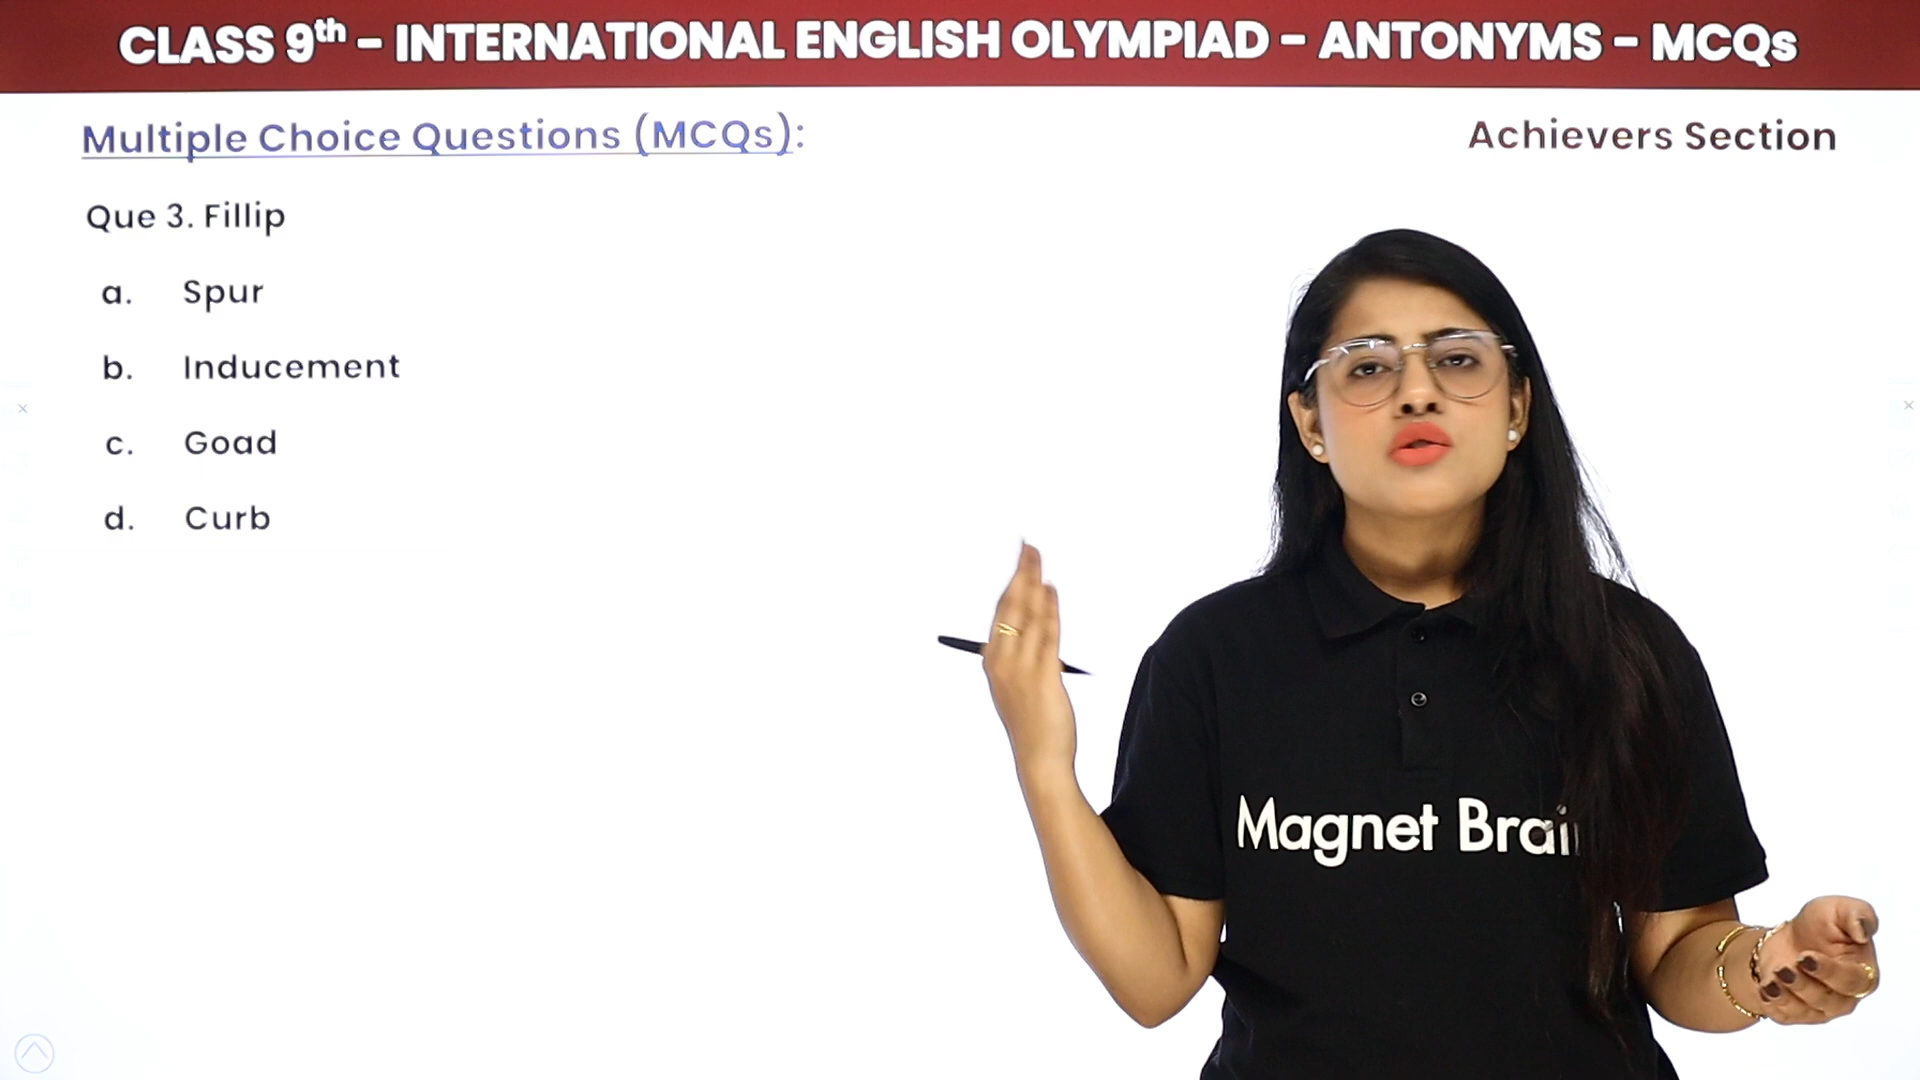 CLASS 9th - INTERNATIONAL ENGLISH OLYMPIAD - ANTONYMS - MCQs
Multiple Choice Questions (MCQs):
Achievers Section
Que 3. Fillip
a. Spur
b. Inducement
c. Goad
d. Curb
Magnet Brai